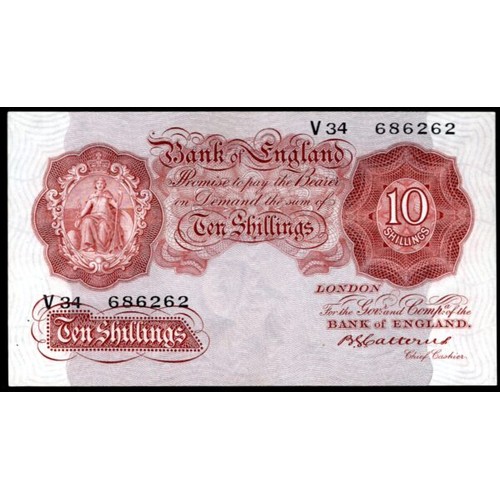 V34 686262
Bank of England
Promise to pay the Bearer
on Demand the sum of
Ten Shillings
10
SHILLINGS
LONDON
For the Govr. and Compa. of the
BANK OF ENGLAND.
V34 686262
Ten Shillings
B G Catterns
Chief Cashier.